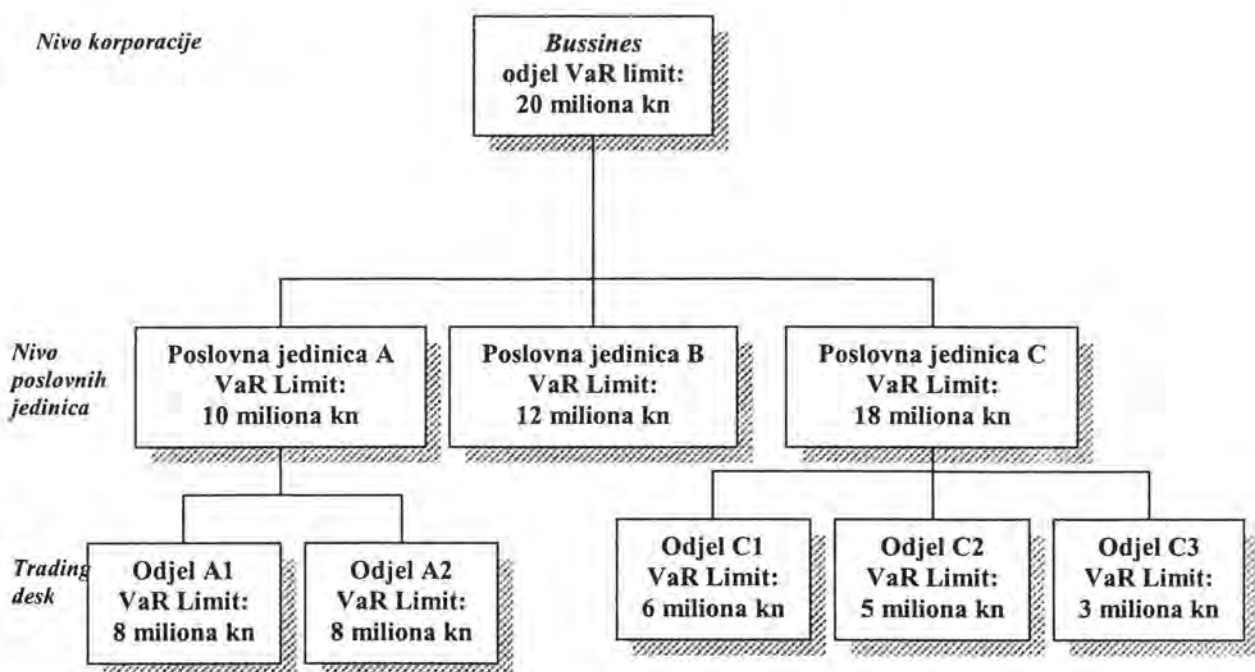 Nivo korporacije
Bussines
odjel VaR limit:
20 miliona kn
Nivo
poslovnih
jedinica
Poslovna jedinica A
VaR Limit:
10 miliona kn
Poslovna jedinica B
VaR Limit:
12 miliona kn
Poslovna jedinica C
VaR Limit:
18 miliona kn
Trading
desk
Odjel A1
VaR Limit:
8 miliona kn
Odjel A2
VaR Limit:
8 miliona kn
Odjel C1
VaR Limit:
6 miliona kn
Odjel C2
VaR Limit:
5 miliona kn
Odjel C3
VaR Limit:
3 miliona kn